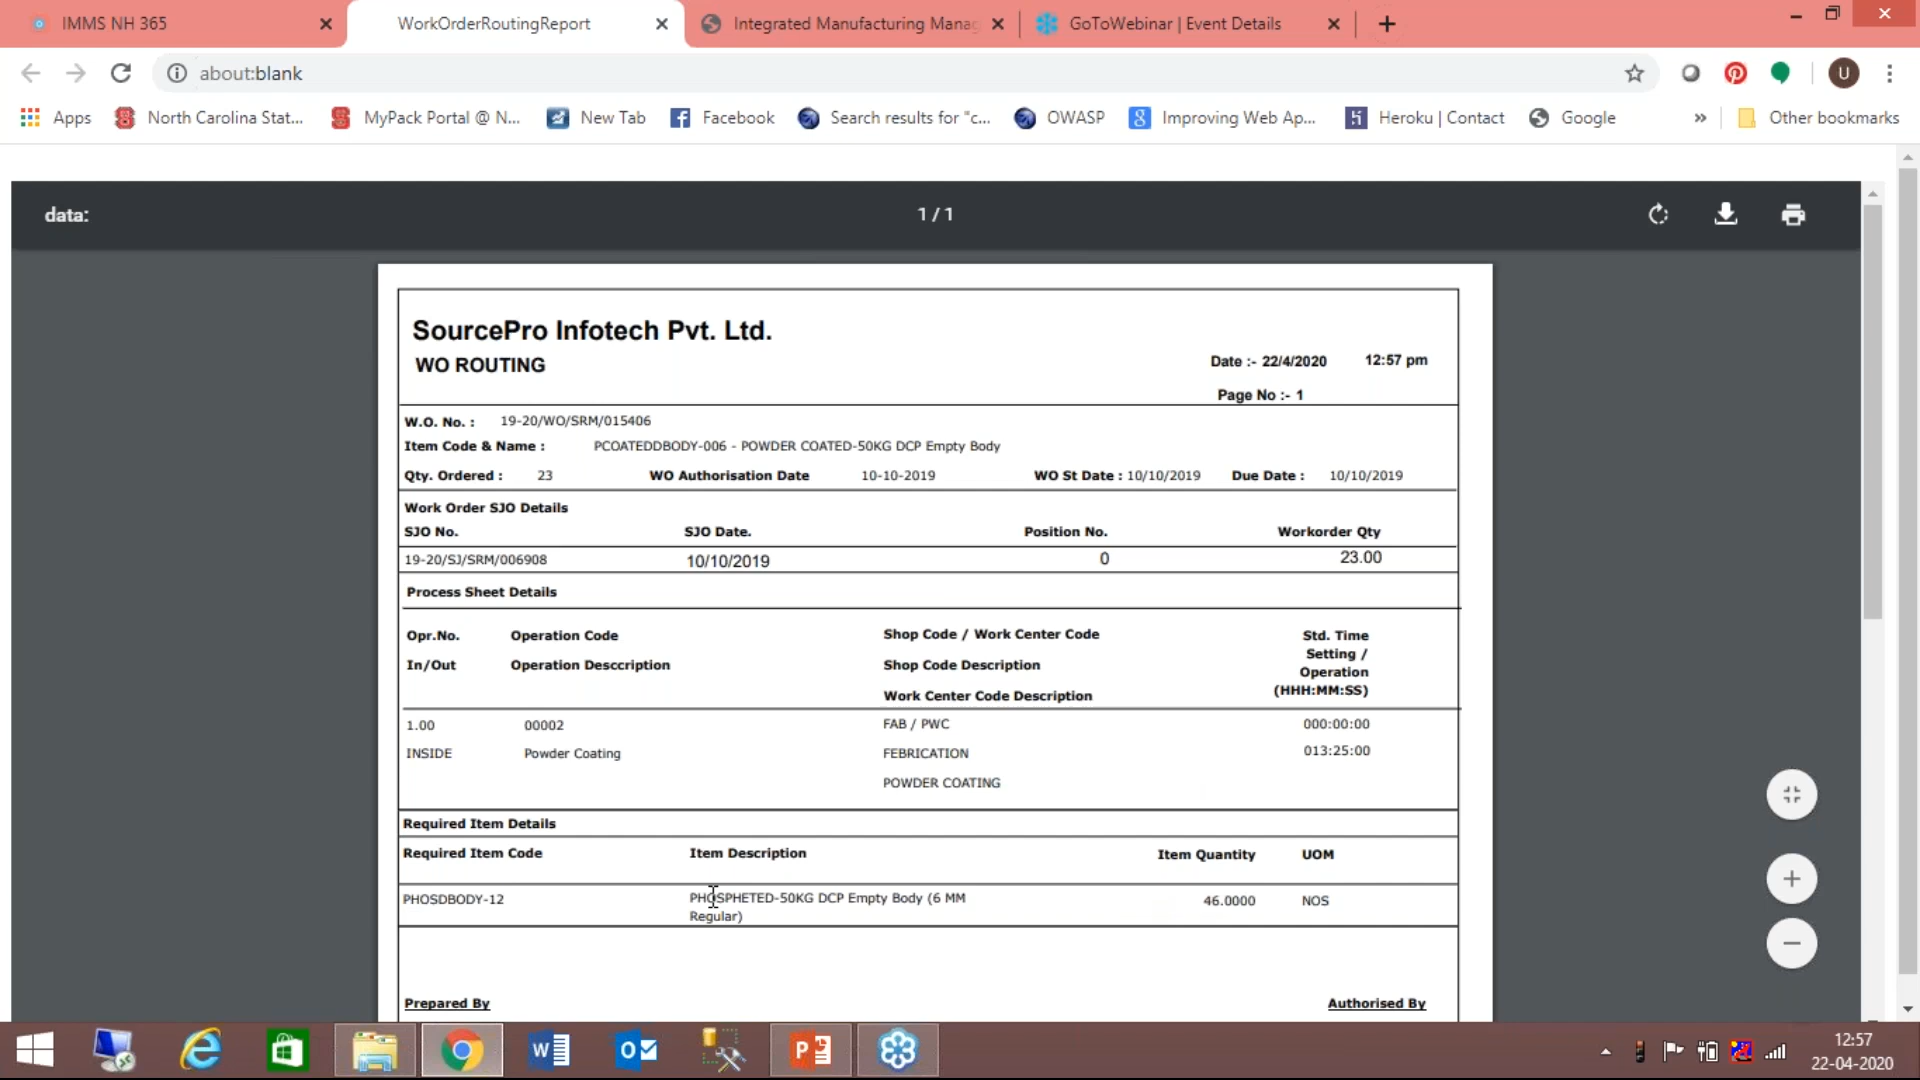 IMMS NH 365
WorkOrderRoutingReport
Integrated Manufacturing Manag
GoToWebinar | Event Details
about:blank
U
Apps
North Carolina Stat...
MyPack Portal @ N...
New Tab
Facebook
Search results for "c...
OWASP
Improving Web Ap...
Heroku | Contact
Google
»
Other bookmarks
data:
1 / 1
SourcePro Infotech Pvt. Ltd.
WO ROUTING
Date :- 22/4/2020 12:57 pm
Page No :- 1
W.O. No. : 19-20/WO/SRM/015406
Item Code & Name : PCOATEDDBODY-006 - POWDER COATED-50KG DCP Empty Body
Qty. Ordered : 23 WO Authorisation Date 10-10-2019 WO St Date : 10/10/2019 Due Date : 10/10/2019
Work Order SJO Details
SJO No. SJO Date. Position No. Workorder Qty
19-20/SJ/SRM/006908 10/10/2019 0 23.00
Process Sheet Details
Opr.No. Operation Code Shop Code / Work Center Code Std. Time
Setting /
In/Out Operation Desccription Shop Code Description Operation
Work Center Code Description (HHH:MM:SS)
1.00 00002 FAB / PWC 000:00:00
INSIDE Powder Coating FEBRICATION 013:25:00
POWDER COATING
Required Item Details
Required Item Code Item Description Item Quantity UOM
PHOSDBODY-12 PHOSPHETED-50KG DCP Empty Body (6 MM 46.0000 NOS
Regular)
Prepared By Authorised By
12:57
22-04-2020